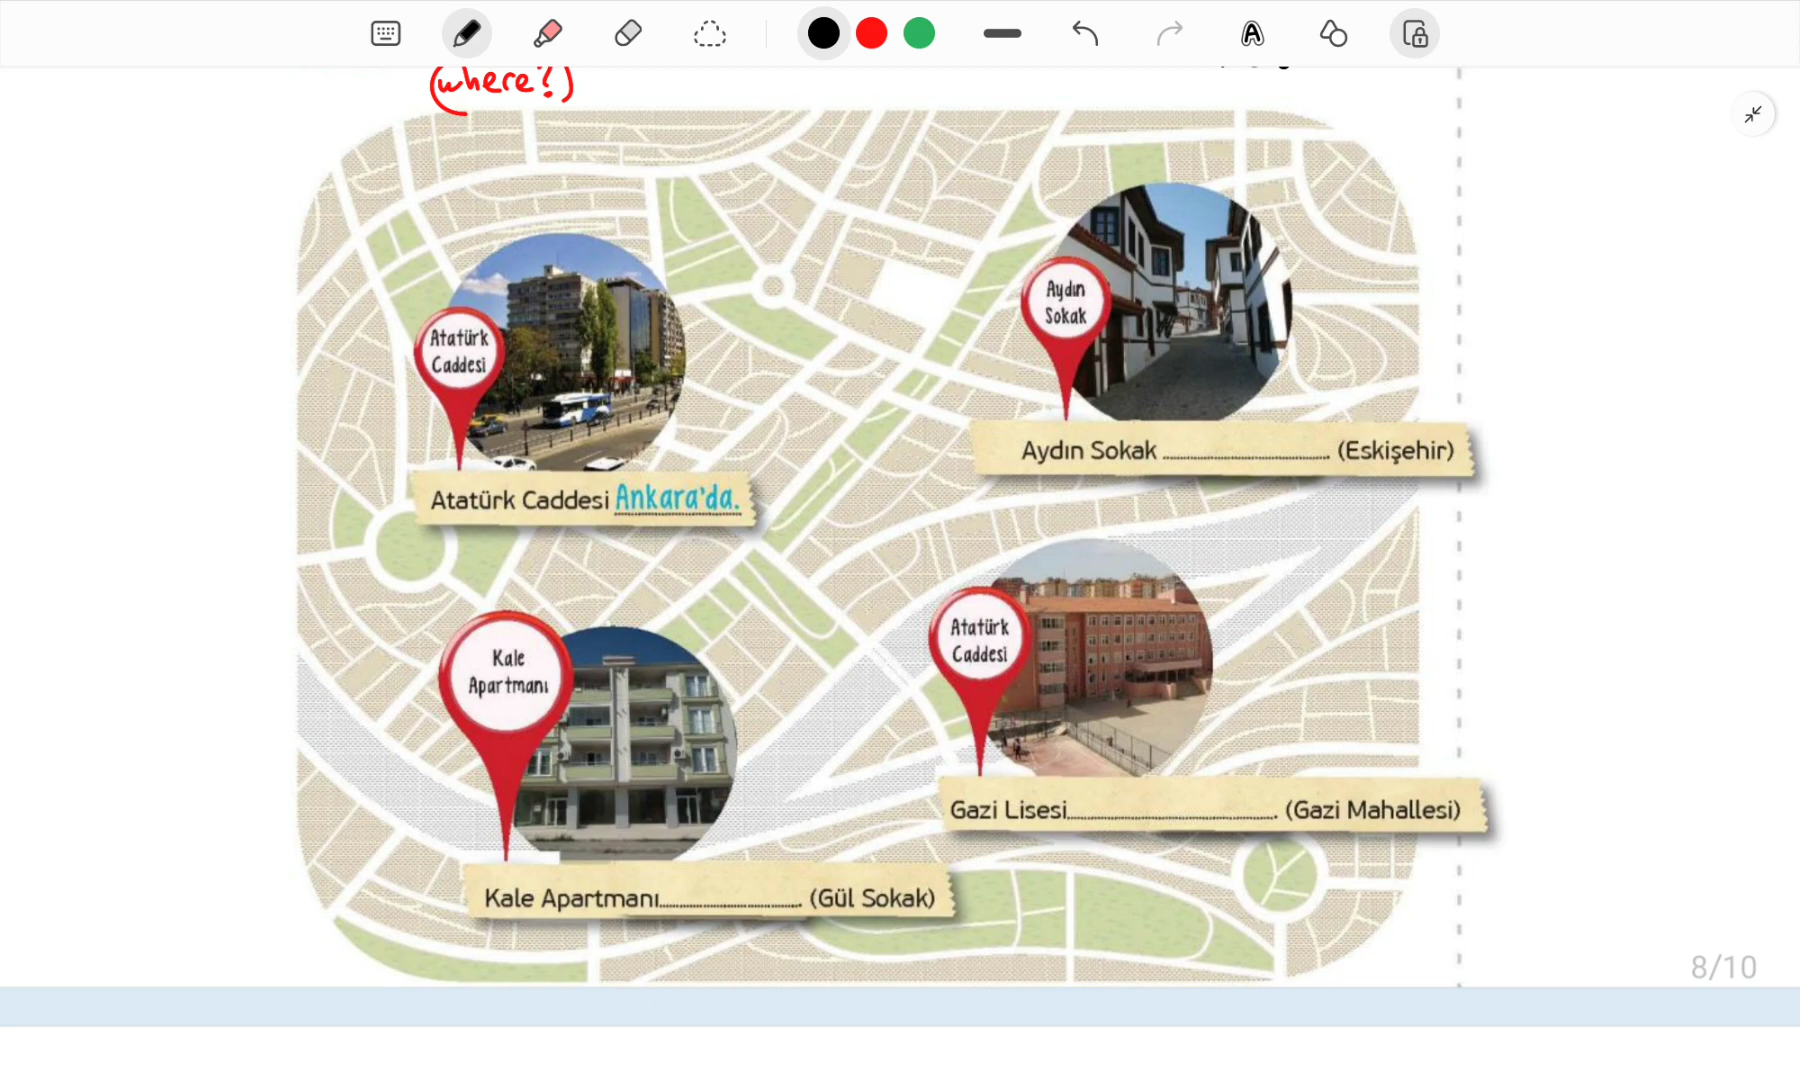 (where?)
Atatürk
Caddesi
Atatürk Caddesi Ankara'da.
Aydın
Sokak
Aydın Sokak .......................................... (Eskişehir)
Kale
Apartmanı
Kale Apartmanı.................................... (Gül Sokak)
Atatürk
Caddesi
Gazi Lisesi..................................................... (Gazi Mahallesi)
8/10